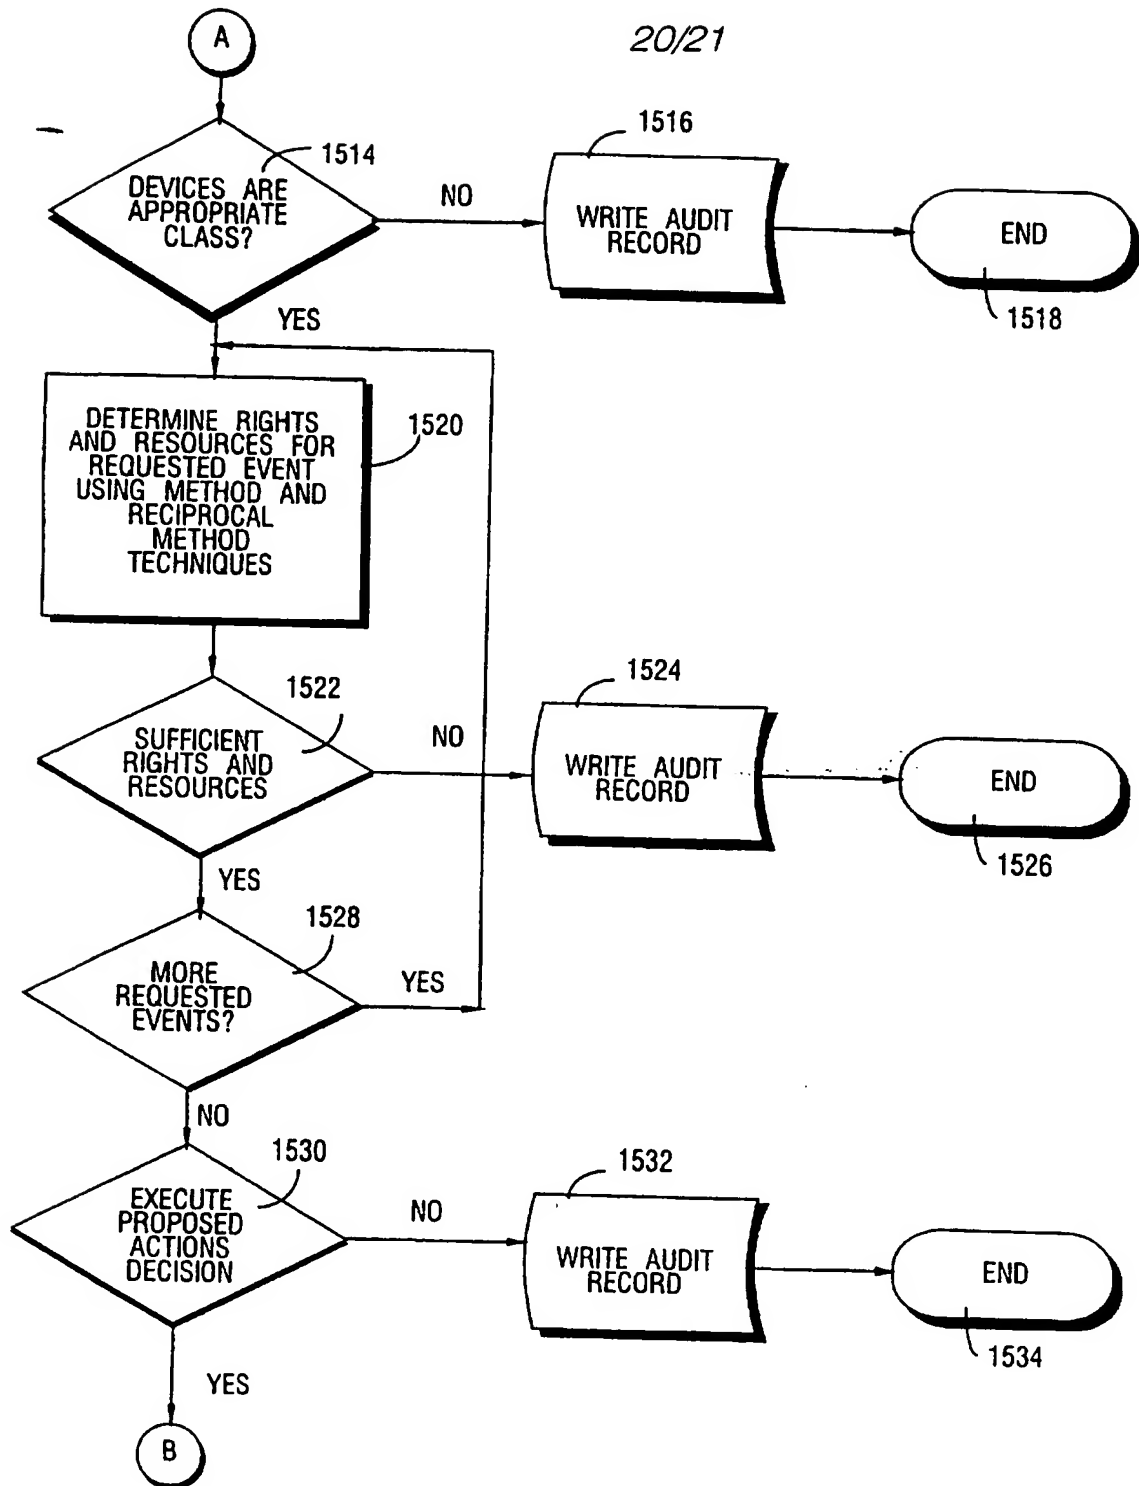 A
20/21
1514
DEVICES ARE
APPROPRIATE
CLASS?
NO
1516
WRITE AUDIT
RECORD
END
1518
YES
DETERMINE RIGHTS
AND RESOURCES FOR
REQUESTED EVENT
USING METHOD AND
RECIPROCAL
METHOD
TECHNIQUES
1520
1522
SUFFICIENT
RIGHTS AND
RESOURCES
NO
1524
WRITE AUDIT
RECORD
END
1526
YES
1528
MORE
REQUESTED
EVENTS?
YES
NO
1530
EXECUTE
PROPOSED
ACTIONS
DECISION
NO
1532
WRITE AUDIT
RECORD
END
1534
YES
B